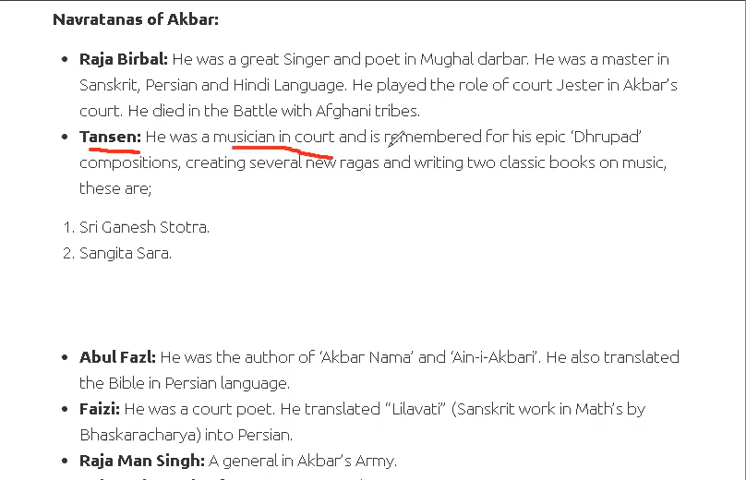 Navratanas of Akbar:
• Raja Birbal: He was a great Singer and poet in Mughal darbar. He was a master in
Sanskrit, Persian and Hindi Language. He played the role of court Jester in Akbar's
court. He died in the Battle with Afghani tribes.
• Tansen: He was a musician in court and is remembered for his epic 'Dhrupad'
compositions, creating several new ragas and writing two classic books on music,
these are;
1. Sri Ganesh Stotra.
2. Sangita Sara.
• Abul Fazl: He was the author of 'Akbar Nama' and 'Ain-i-Akbari'. He also translated
the Bible in Persian language.
• Faizi: He was a court poet. He translated "Lilavati" (Sanskrit work in Math's by
Bhaskaracharya) into Persian.
• Raja Man Singh: A general in Akbar's Army.